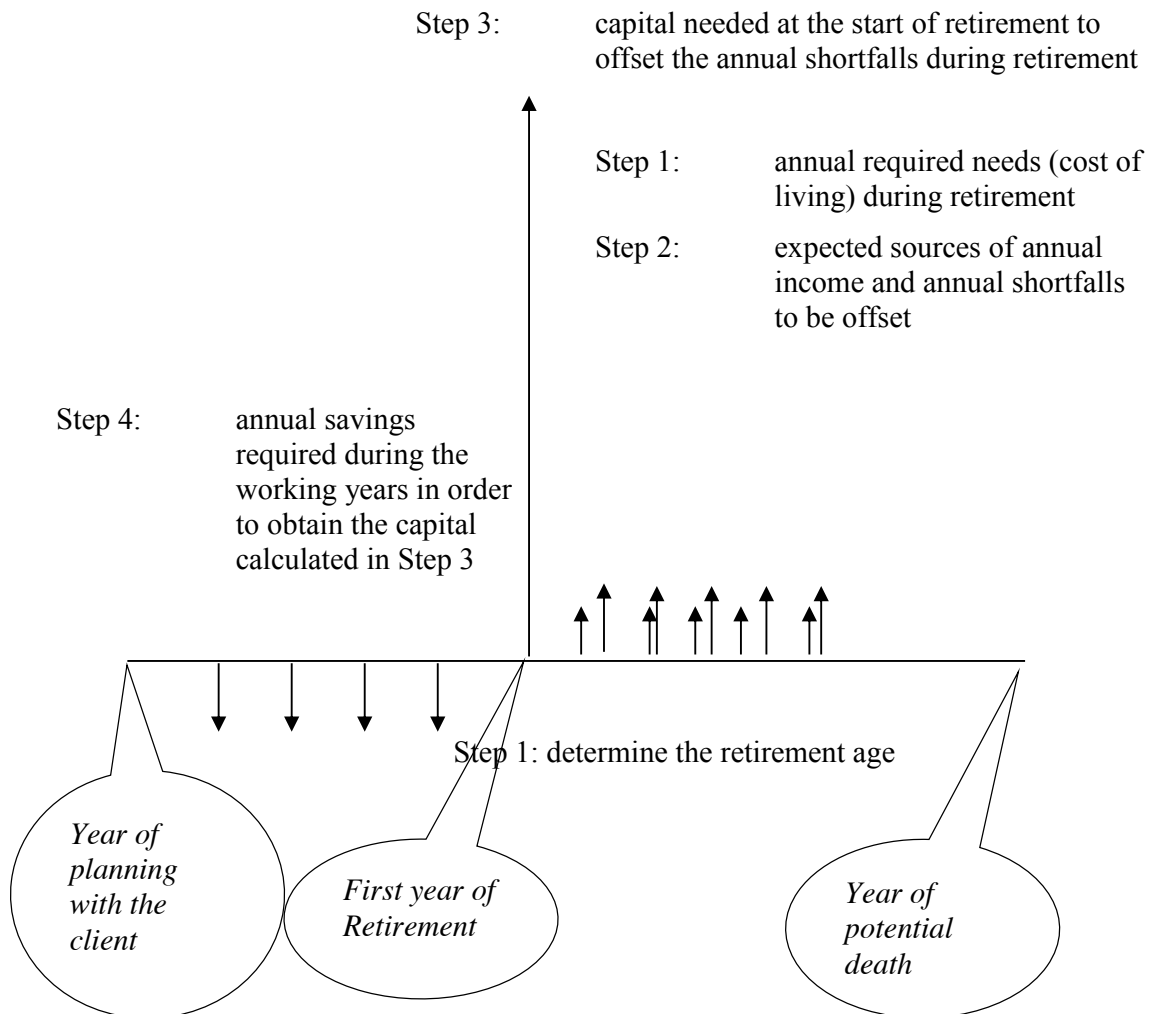 Step 3: capital needed at the start of retirement to
offset the annual shortfalls during retirement
Step 1: annual required needs (cost of
living) during retirement
Step 2: expected sources of annual
income and annual shortfalls
to be offset
Step 4: annual savings
required during the
working years in order
to obtain the capital
calculated in Step 3
Step 1: determine the retirement age
Year of
planning
with the
client
First year of
Retirement
Year of
potential
death